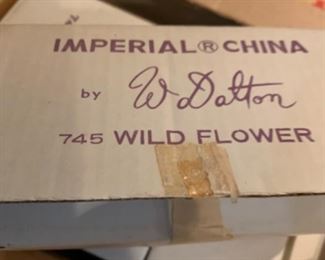 IMPERIAL® CHINA
by W. Dalton
745 WILD FLOWER